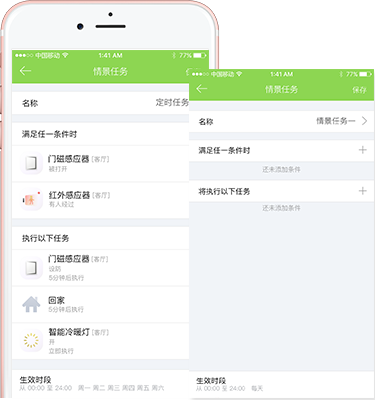 中国移动
1:41 AM
77%
情景任务
名称
定时任务
满足任一条件时
门磁感应器 [客厅]
被打开
红外感应器 [客厅]
有人经过
执行以下任务
门磁感应器 [客厅]
设防
5分钟后执行
回家
5分钟后执行
智能冷暖灯 [客厅]
开
立即执行
生效时段
从 00:00 至 24:00 周一 周二 周三 周四 周五 周六
中国移动
1:41 AM
77%
情景任务
保存
名称
情景任务一
满足任一条件时
还未添加条件
将执行以下任务
还未添加条件
生效时段
从 00:00 至 24:00 每天